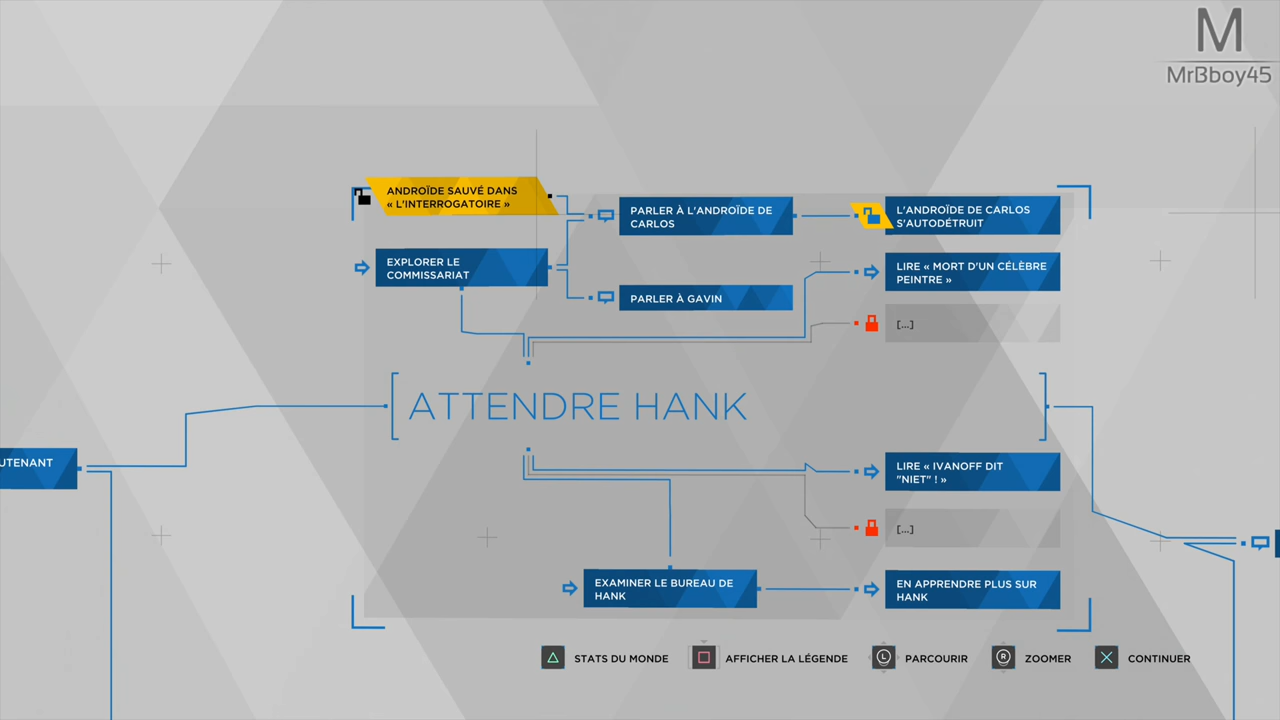 M
MrBboy45
ANDROÏDE SAUVÉ DANS
« L'INTERROGATOIRE »
PARLER À L'ANDROÏDE DE
CARLOS
L'ANDROÏDE DE CARLOS
S'AUTODÉTRUIT
EXPLORER LE
COMMISSARIAT
LIRE « MORT D'UN CÉLÈBRE
PEINTRE »
PARLER À GAVIN
[...]
ATTENDRE HANK
UTENANT
LIRE « IVANOFF DIT
"NIET" ! »
[...]
EXAMINER LE BUREAU DE
HANK
EN APPRENDRE PLUS SUR
HANK
STATS DU MONDE
AFFICHER LA LÉGENDE
L
PARCOURIR
R
ZOOMER
CONTINUER